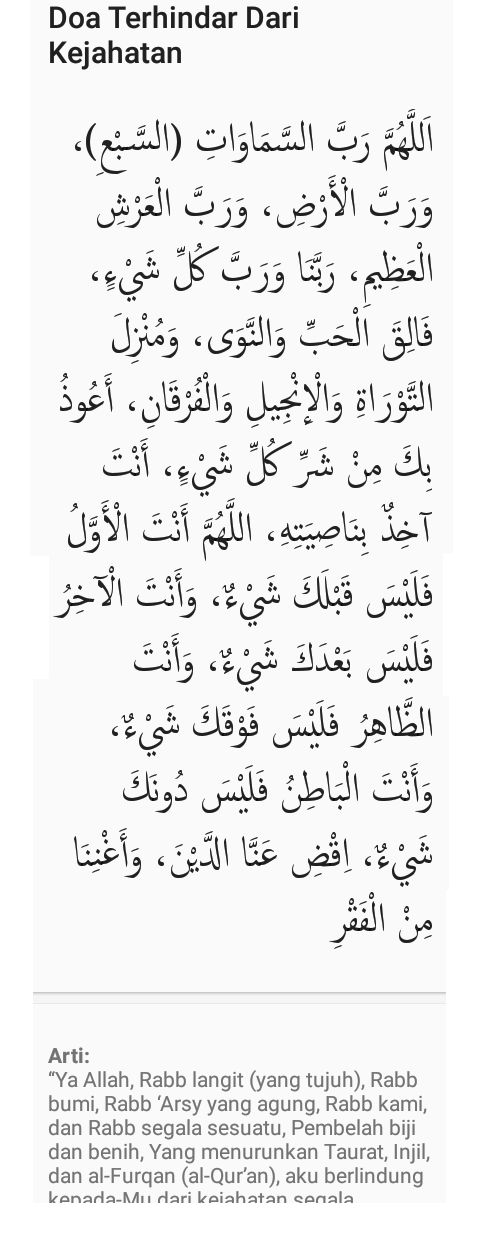 Doa Terhindar Dari
Kejahatan
اَللَّهُمَّ رَبَّ السَّمَاوَاتِ (السَّبْعِ)،
وَرَبَّ الْأَرْضِ، وَرَبَّ الْعَرْشِ
الْعَظِيمِ، رَبَّنَا وَرَبَّ كُلِّ شَيْءٍ،
فَالِقَ الْحَبِّ وَالنَّوَى، وَمُنْزِلَ
التَّوْرَاةِ وَالْإِنْجِيلِ وَالْفُرْقَانِ، أَعُوذُ
بِكَ مِنْ شَرِّ كُلِّ شَيْءٍ، أَنْتَ
آخِذٌ بِنَاصِيَتِهِ، اللَّهُمَّ أَنْتَ الْأَوَّلُ
فَلَيْسَ قَبْلَكَ شَيْءٌ، وَأَنْتَ الْآخِرُ
فَلَيْسَ بَعْدَكَ شَيْءٌ، وَأَنْتَ
الظَّاهِرُ فَلَيْسَ فَوْقَكَ شَيْءٌ،
وَأَنْتَ الْبَاطِنُ فَلَيْسَ دُونَكَ
شَيْءٌ، اِقْضِ عَنَّا الدَّيْنَ، وَأَغْنِنَا
مِنْ الْفَقْرِ
Arti:
“Ya Allah, Rabb langit (yang tujuh), Rabb
bumi, Rabb ‘Arsy yang agung, Rabb kami,
dan Rabb segala sesuatu, Pembelah biji
dan benih, Yang menurunkan Taurat, Injil,
dan al-Furqan (al-Qur’an), aku berlindung
kepada-Mu dari kejahatan segala